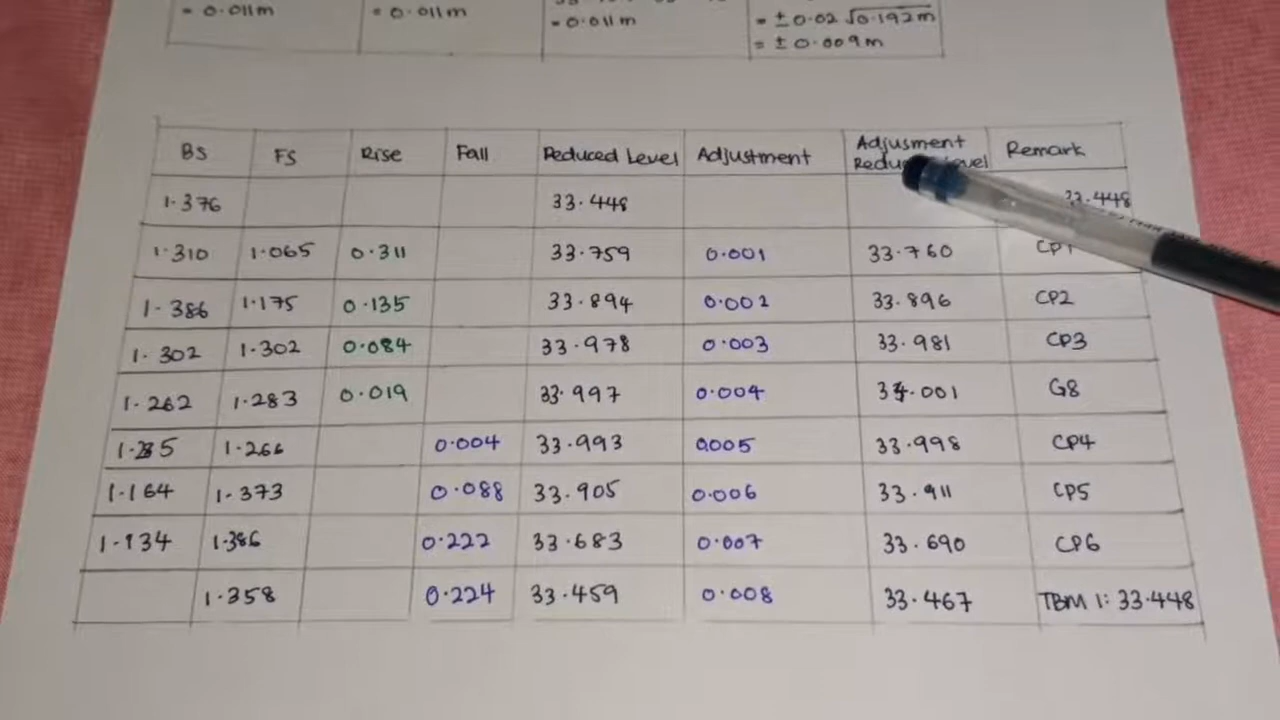 = 0.011m = 0.011m = 0.011m = ±0.02 √0.192m
= ±0.009m
BS FS Rise Fall Reduced Level Adjustment Adjusment Reduced Level Remark
1.376 33.448 33.448
1.310 1.065 0.311 33.759 0.001 33.760 CP1
1.386 1.175 0.135 33.894 0.002 33.896 CP2
1.302 1.302 0.084 33.978 0.003 33.981 CP3
1.262 1.283 0.019 33.997 0.004 34.001 G8
1.285 1.266 0.004 33.993 0.005 33.998 CP4
1.164 1.373 0.088 33.905 0.006 33.911 CP5
1.134 1.386 0.222 33.683 0.007 33.690 CP6
1.358 0.224 33.459 0.008 33.467 TBM 1: 33.448